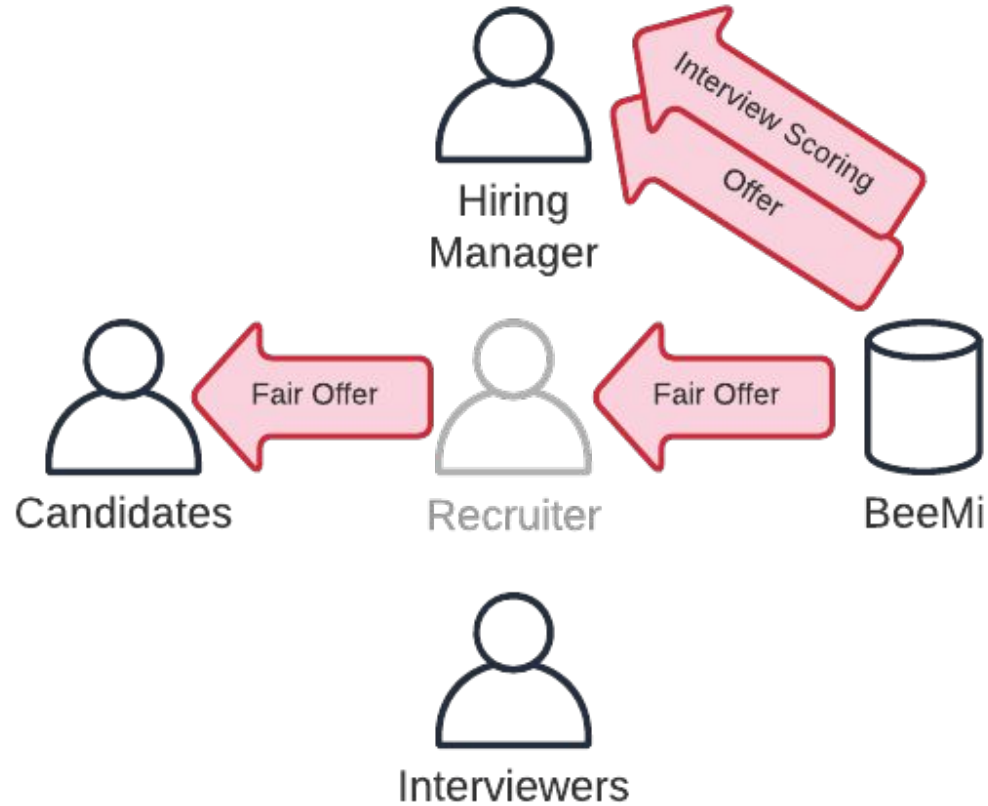 Interview Scoring
Offer
Hiring
Manager
Fair Offer
Fair Offer
Candidates
Recruiter
BeeMi
Interviewers